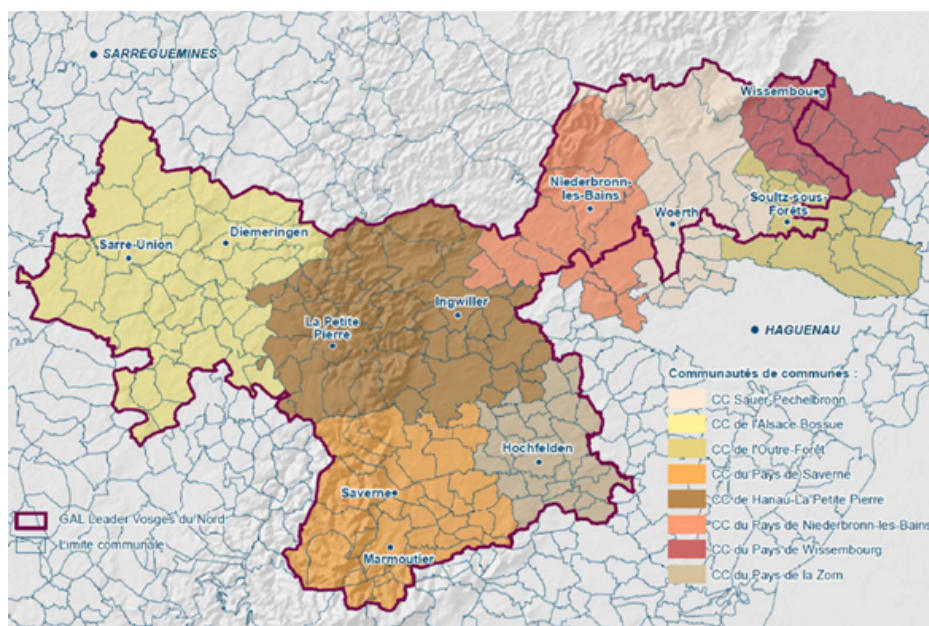 SARREGUEMINES
Wissembourg
Niederbronn-
les-Bains
Woerth
Soultz-sous-
Forêts
Diemeringen
Sarre-Union
Ingwiller
La Petite
Pierre
HAGUENAU
Communautés de communes :
CC Sauer-Pechelbronn
CC de l'Alsace Bossue
CC de l'Outre-Forêt
CC du Pays de Saverne
CC de Hanau-La Petite Pierre
CC du Pays de Niederbronn-les-Bains
CC du Pays de Wissembourg
CC du Pays de la Zorn
Hochfelden
Saverne
Marmoutier
GAL Leader Vosges du Nord
Limite communale